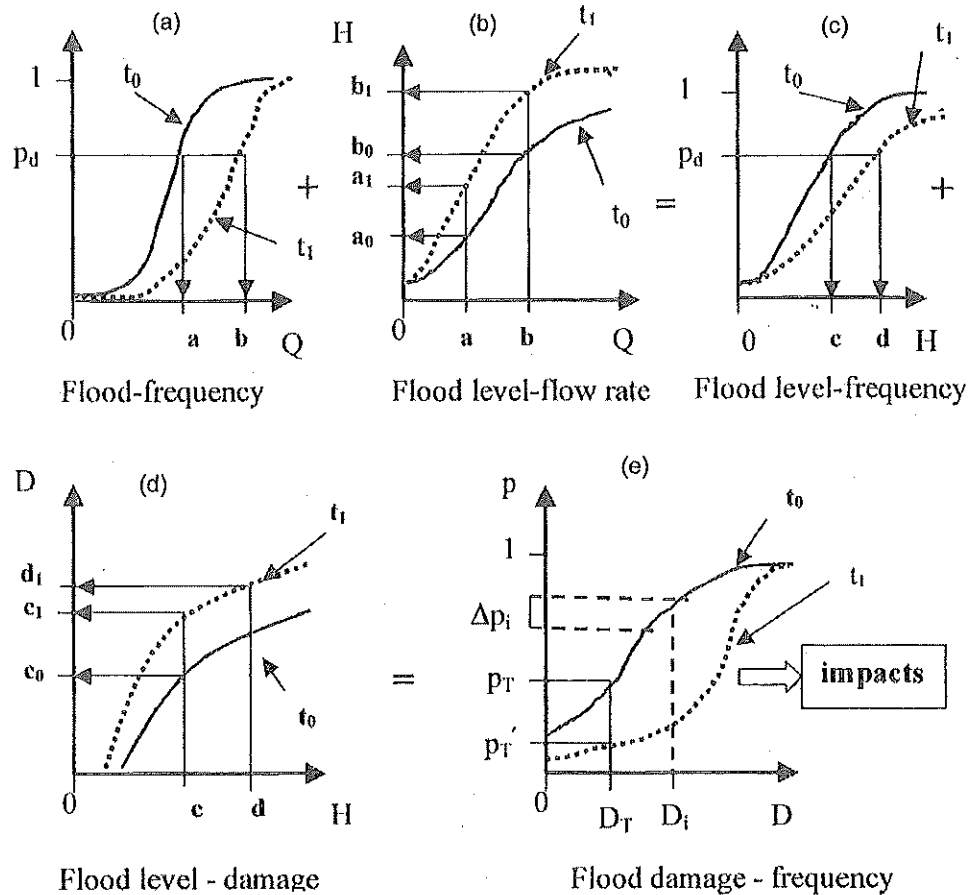 (a)
1
t0
pd
t1
0
a
b
Q
Flood-frequency
+
H
(b)
t1
b1
b0
a1
a0
t0
0
a
b
Q
Flood level-flow rate
=
(c)
t1
1
t0
pd
0
c
d
H
Flood level-frequency
+
D
(d)
t1
d1
c1
c0
t0
0
c
d
H
Flood level - damage
=
p
(e)
t0
1
t1
Δpi
pT
impacts
pT'
0
DT
Di
D
Flood damage - frequency